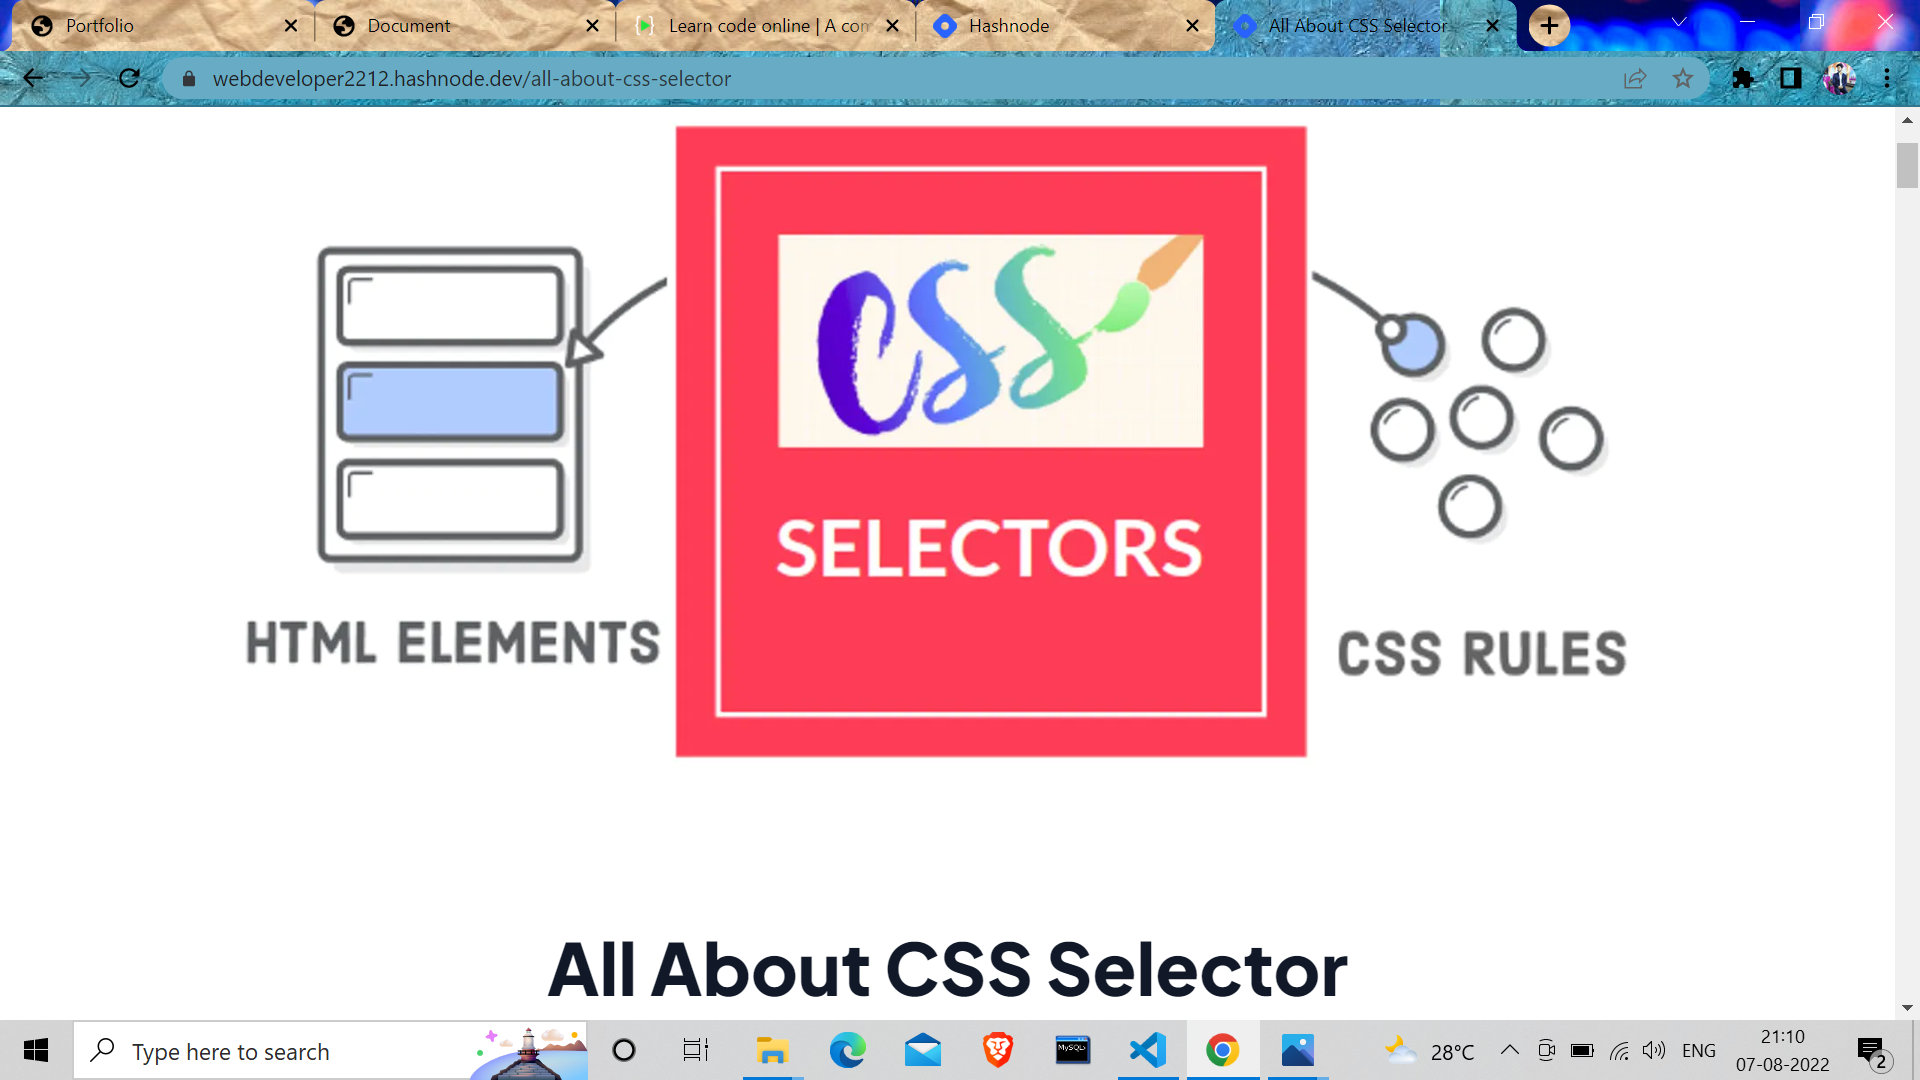 Portfolio
Document
Learn code online | A con
Hashnode
All About CSS Selector
webdeveloper2212.hashnode.dev/all-about-css-selector
CSS
SELECTORS
HTML ELEMENTS
CSS RULES
All About CSS Selector
Type here to search
MySQL
28°C
ENG
21:10
07-08-2022
2